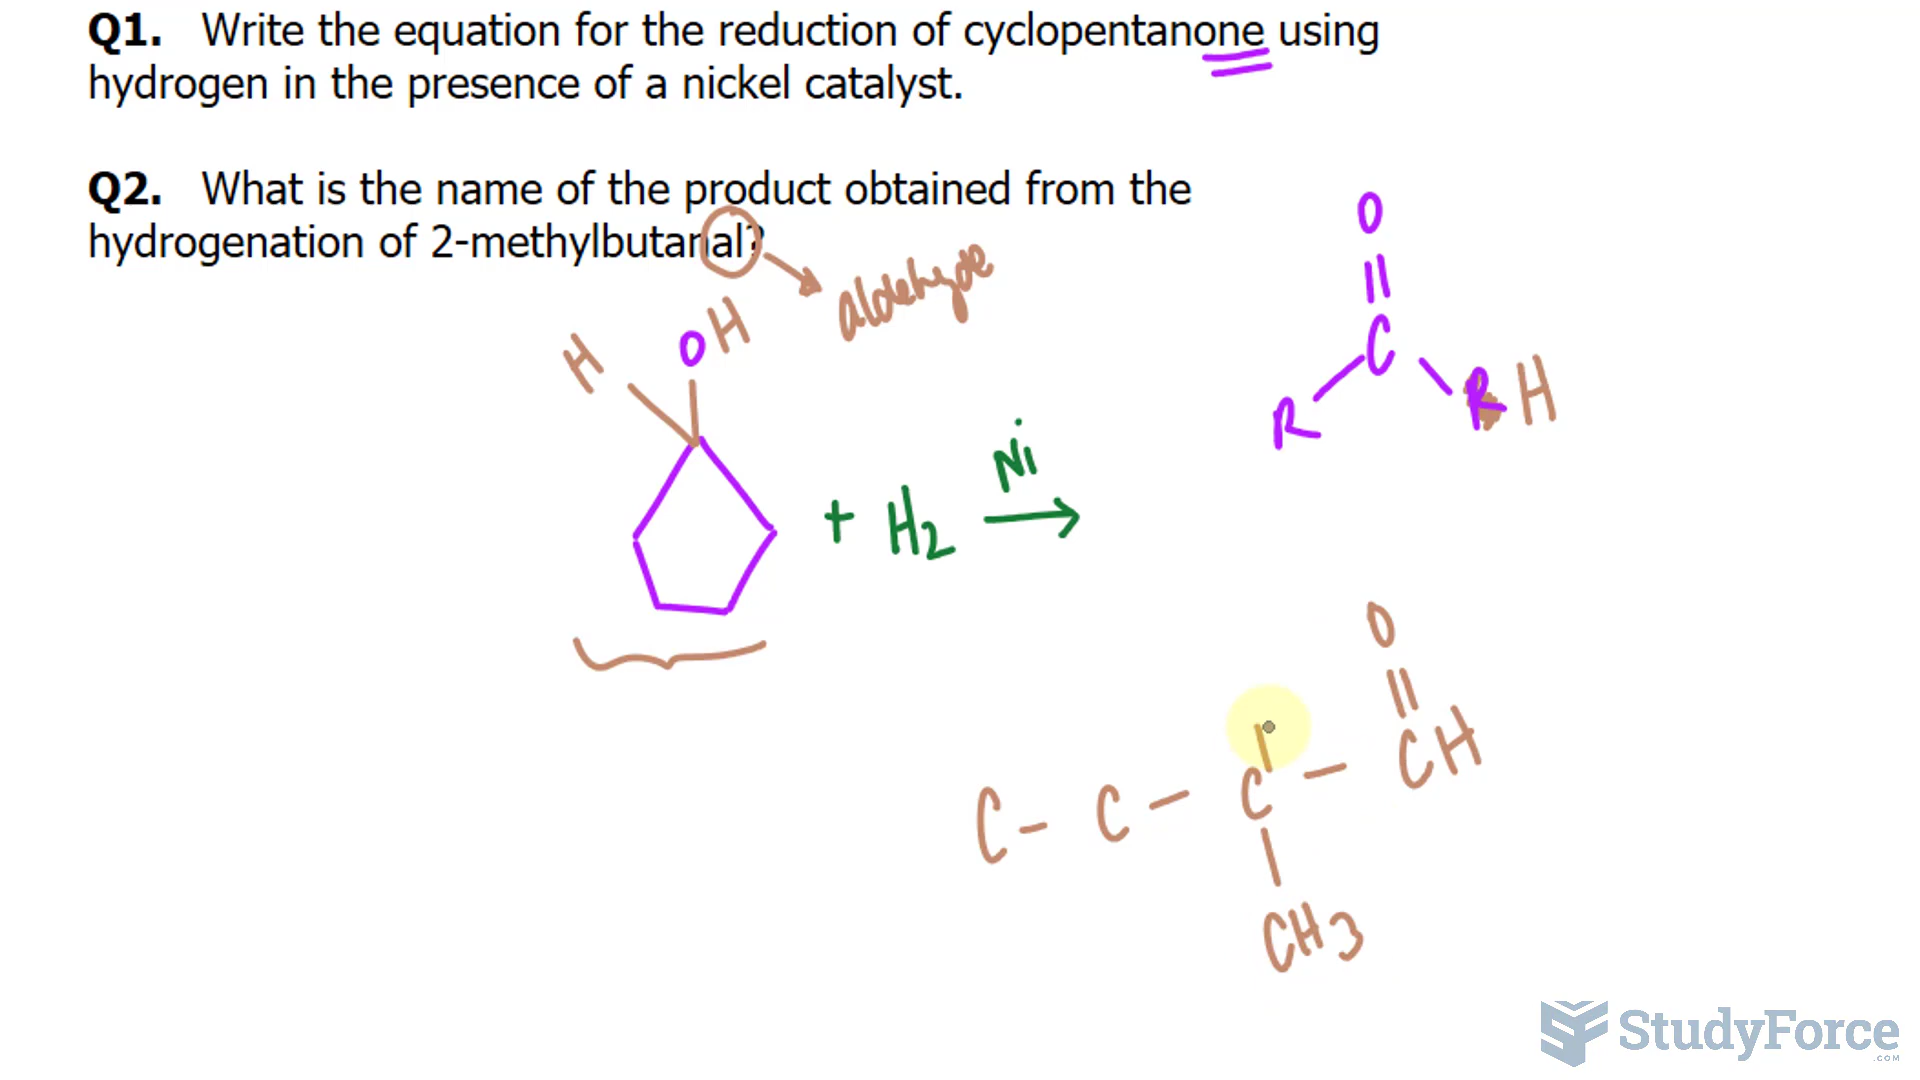 Q1. Write the equation for the reduction of cyclopentanone using
hydrogen in the presence of a nickel catalyst.
Q2. What is the name of the product obtained from the
hydrogenation of 2-methylbutanal?
aldehyde
H OH
O
C
R R H
+ H2 Ni
O
C - C - C - CH
CH3
StudyForce
.COM